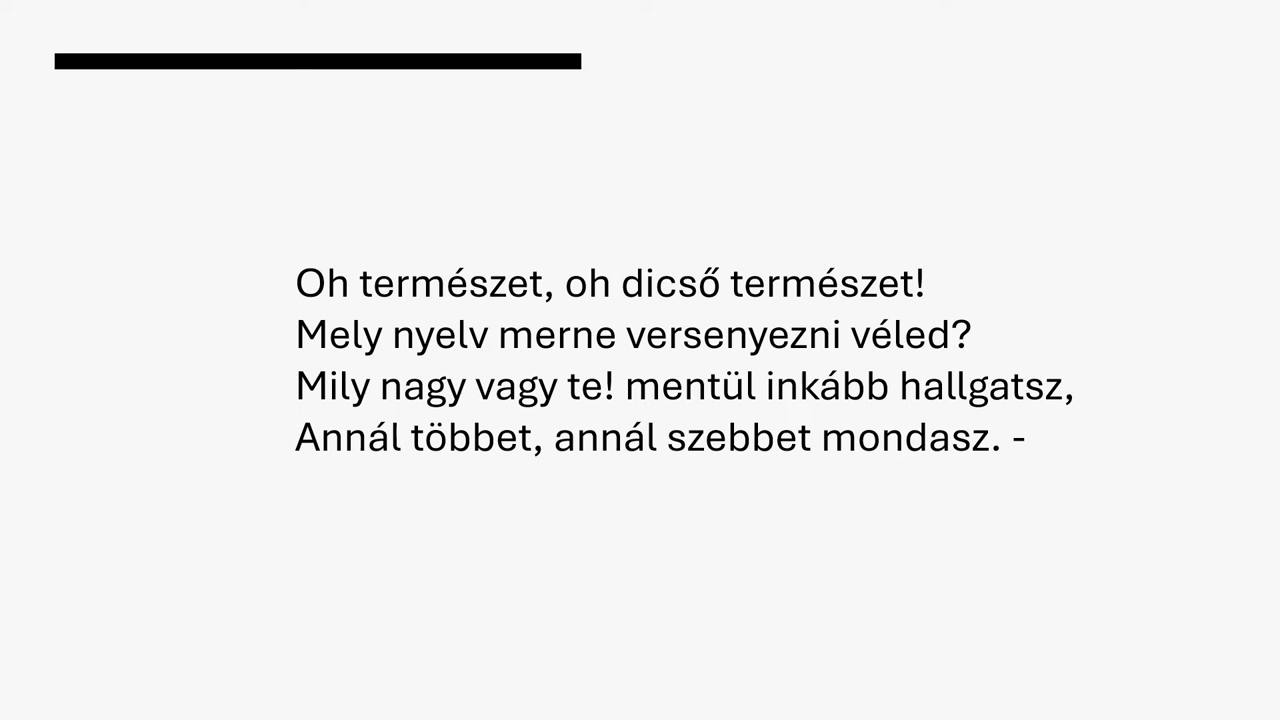 Oh természet, oh dicső természet!
Mely nyelv merne versenyezni véled?
Mily nagy vagy te! mentül inkább hallgatsz,
Annál többet, annál szebbet mondasz. -